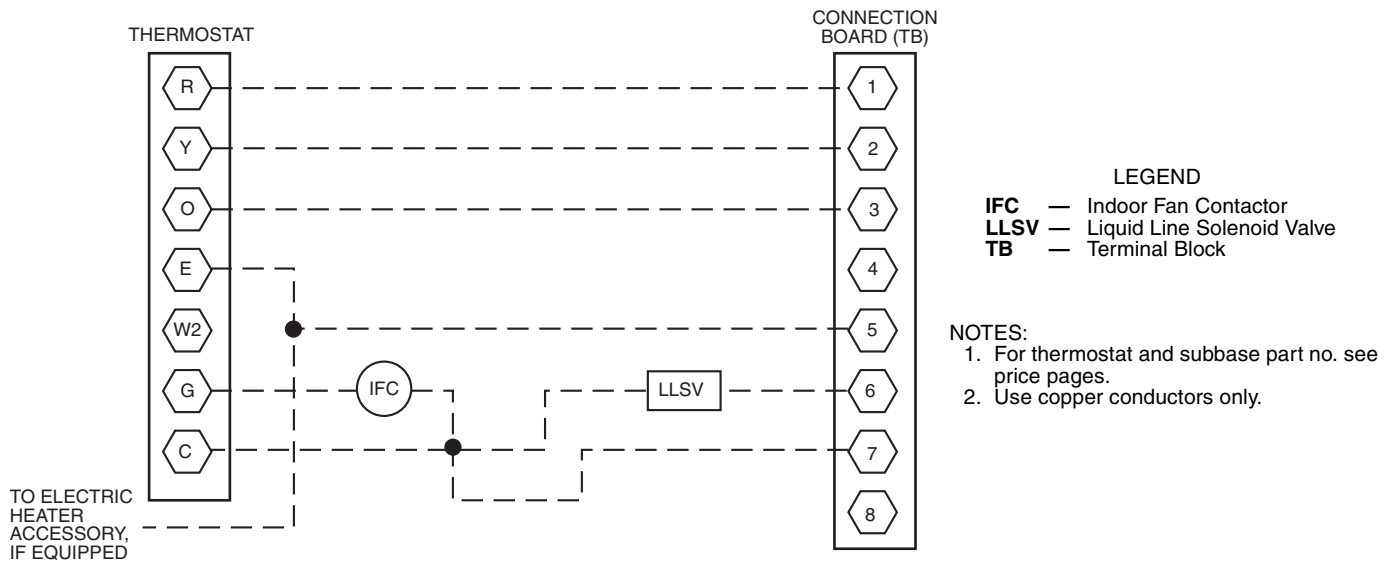 THERMOSTAT
R
Y
O
E
W2
G
C
IFC
LLSV
TO ELECTRIC
HEATER
ACCESSORY,
IF EQUIPPED
CONNECTION
BOARD (TB)
1
2
3
4
5
6
7
8
LEGEND
IFC — Indoor Fan Contactor
LLSV — Liquid Line Solenoid Valve
TB — Terminal Block
NOTES:
1. For thermostat and subbase part no. see
price pages.
2. Use copper conductors only.